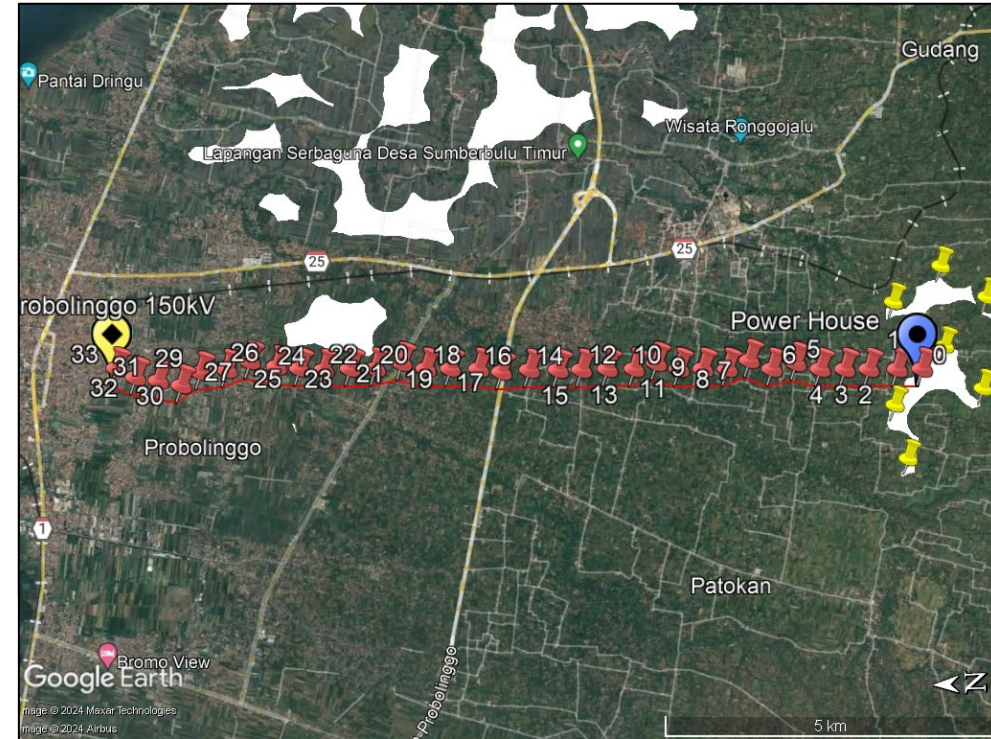 Gudang
Pantai Dringu
Wisata Ronggojalu
Lapangan Serbaguna Desa Sumberbulu Timur
25
25
robolinggo 150kV
Power House
33
31
29
26
24
22
20
18
16
14
12
10
9
6
5
1
0
32
30
27
25
23
21
19
17
15
13
11
8
7
4
3
2
Probolinggo
1
Patokan
Bromo View
Google Earth
-Probolinggo
mage © 2024 Maxar Technologies
mage © 2024 Airbus
N
5 km